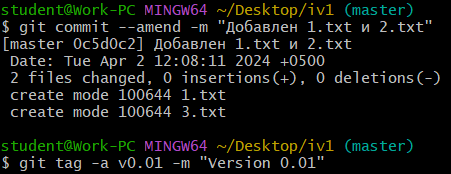 student@Work-PC MINGW64 ~/Desktop/iv1 (master)
$ git commit --amend -m "Добавлен 1.txt и 2.txt"
[master 0c5d0c2] Добавлен 1.txt и 2.txt
 Date: Tue Apr 2 12:08:11 2024 +0500
 2 files changed, 0 insertions(+), 0 deletions(-)
 create mode 100644 1.txt
 create mode 100644 3.txt
student@Work-PC MINGW64 ~/Desktop/iv1 (master)
$ git tag -a v0.01 -m "Version 0.01"